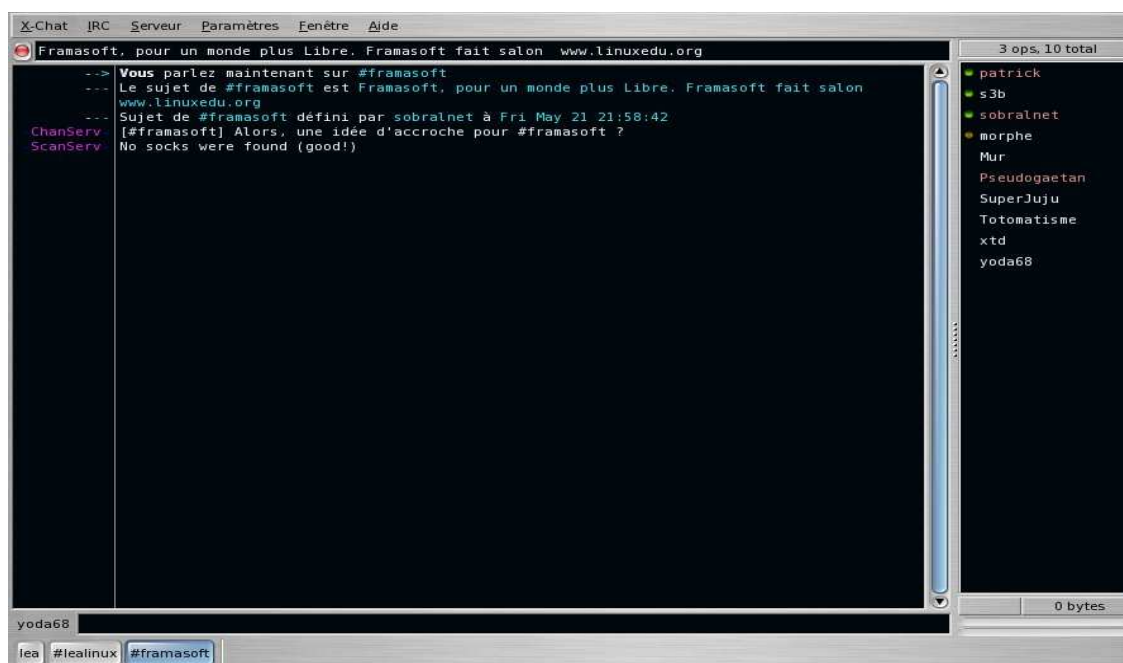 X-Chat IRC Serveur Paramètres Fenêtre Aide
Framasoft, pour un monde plus Libre. Framasoft fait salon www.linuxedu.org
3 ops, 10 total
--> Vous parlez maintenant sur #framasoft
--- Le sujet de #framasoft est Framasoft, pour un monde plus Libre. Framasoft fait salon
www.linuxedu.org
--- Sujet de #framasoft défini par sobralnet à Fri May 21 21:58:42
ChanServ [#framasoft] Alors, une idée d'accroche pour #framasoft ?
ScanServ No socks were found (good!)
patrick
s3b
sobralnet
morphe
Mur
Pseudogaetan
SuperJuju
Totomatisme
xtd
yoda68
0 bytes
yoda68
lea #lealinux #framasoft